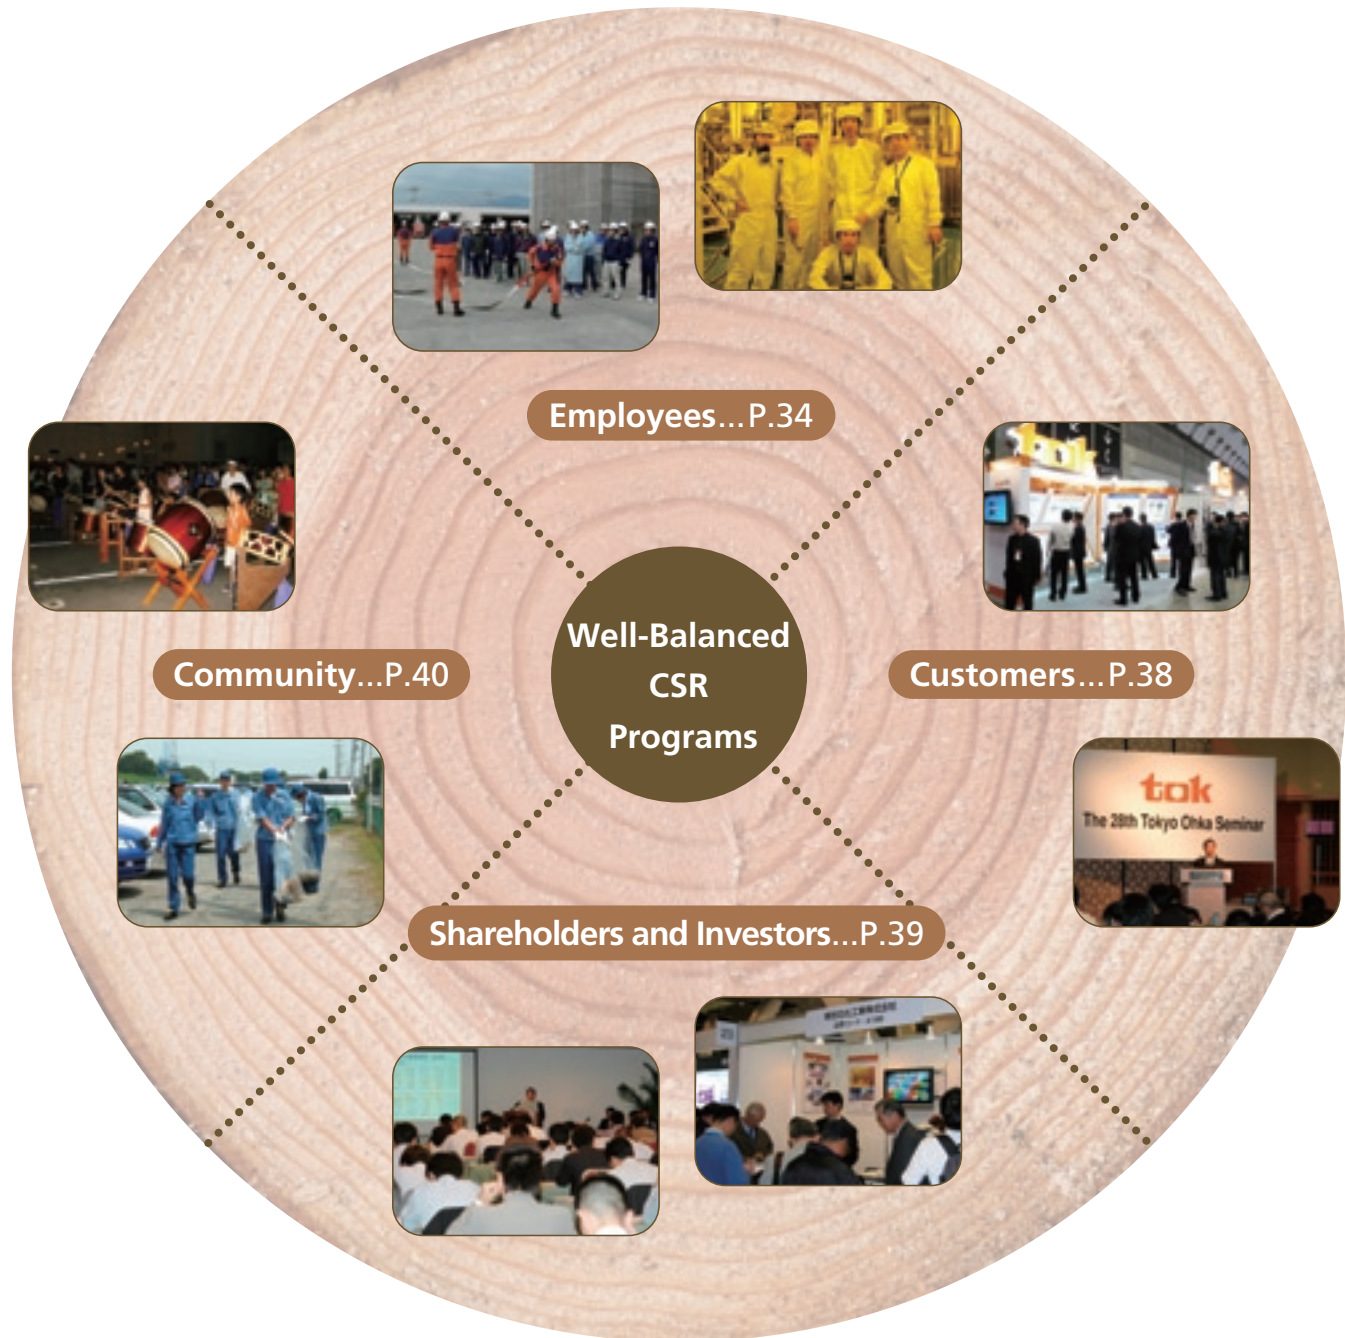 Employees...P.34
tok
Well-Balanced
CSR
Programs
Community...P.40
Customers...P.38
tok
The 28th Tokyo Ohka Seminar
Shareholders and Investors...P.39